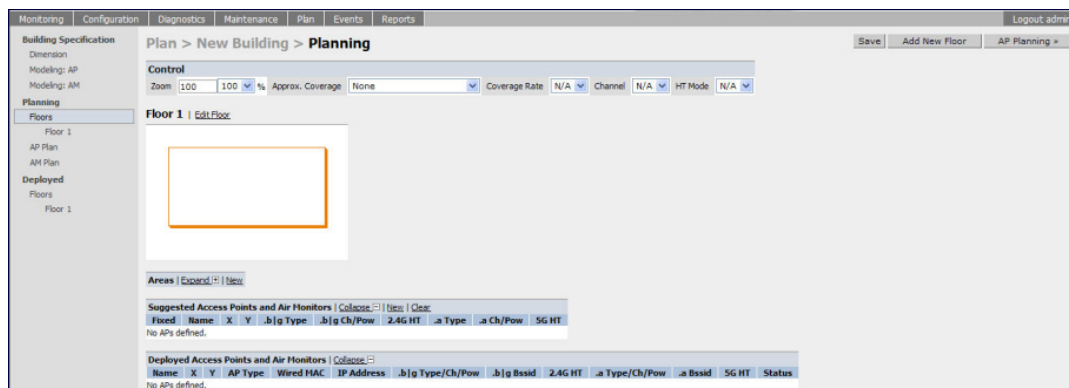 Monitoring Configuration Diagnostics Maintenance Plan Events Reports Logout admin
Building Specification
Dimension
Modeling: AP
Modeling: AM
Planning
Floors
Floor 1
AP Plan
AM Plan
Deployed
Floors
Floor 1
Plan > New Building > Planning
Save Add New Floor AP Planning »
Control
Zoom 100 100 % Approx. Coverage None Coverage Rate N/A Channel N/A HT Mode N/A
Floor 1 | Edit Floor
Areas | Expand | New
Suggested Access Points and Air Monitors | Collapse | New | Clear
Fixed Name X Y .b|g Type .b|g Ch/Pow 2.4G HT .a Type .a Ch/Pow 5G HT
No APs defined.
Deployed Access Points and Air Monitors | Collapse
Name X Y AP Type Wired MAC IP Address .b|g Type/Ch/Pow .b|g Bssid 2.4G HT .a Type/Ch/Pow .a Bssid 5G HT Status
No APs defined.